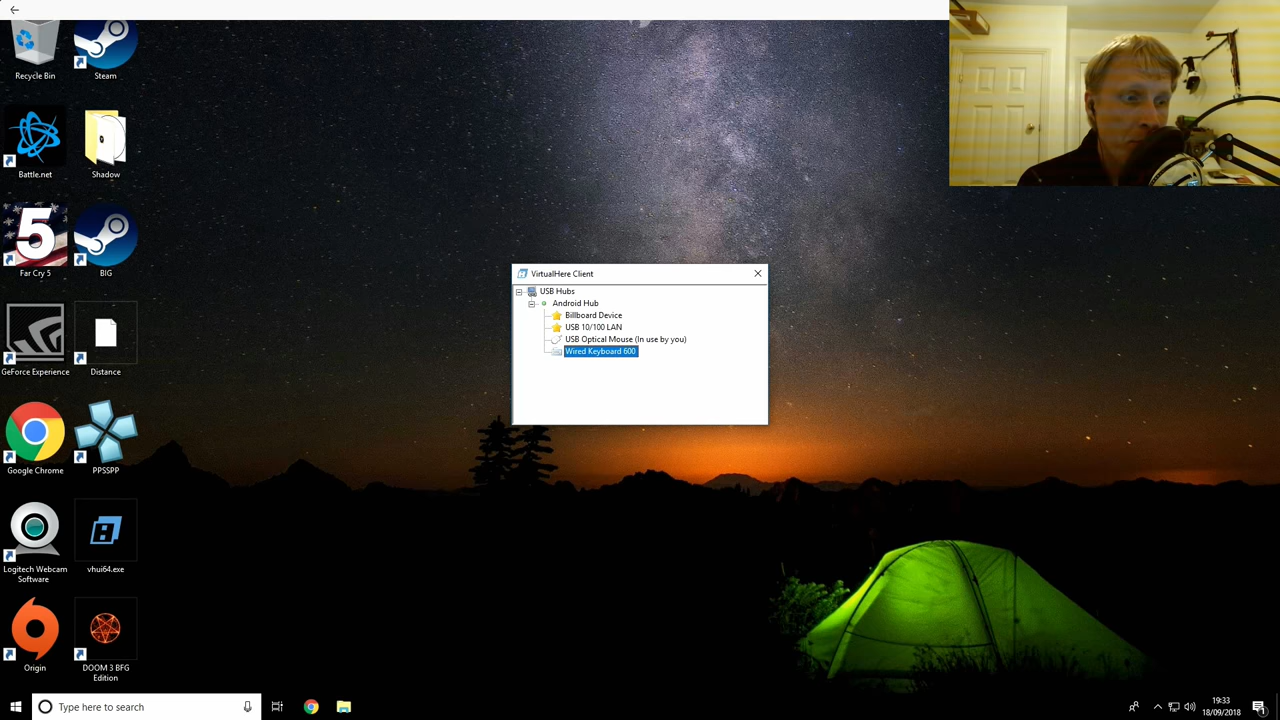 Recycle Bin
Steam
Battle.net
Shadow
5
Far Cry 5
BIG
GeForce Experience
Distance
Google Chrome
PPSSPP
Logitech Webcam
Software
vhui64.exe
Origin
DOOM 3 BFG
Edition
VirtualHere Client
USB Hubs
Android Hub
Billboard Device
USB 10/100 LAN
USB Optical Mouse (In use by you)
Wired Keyboard 600
Type here to search
19:33
18/09/2018
1